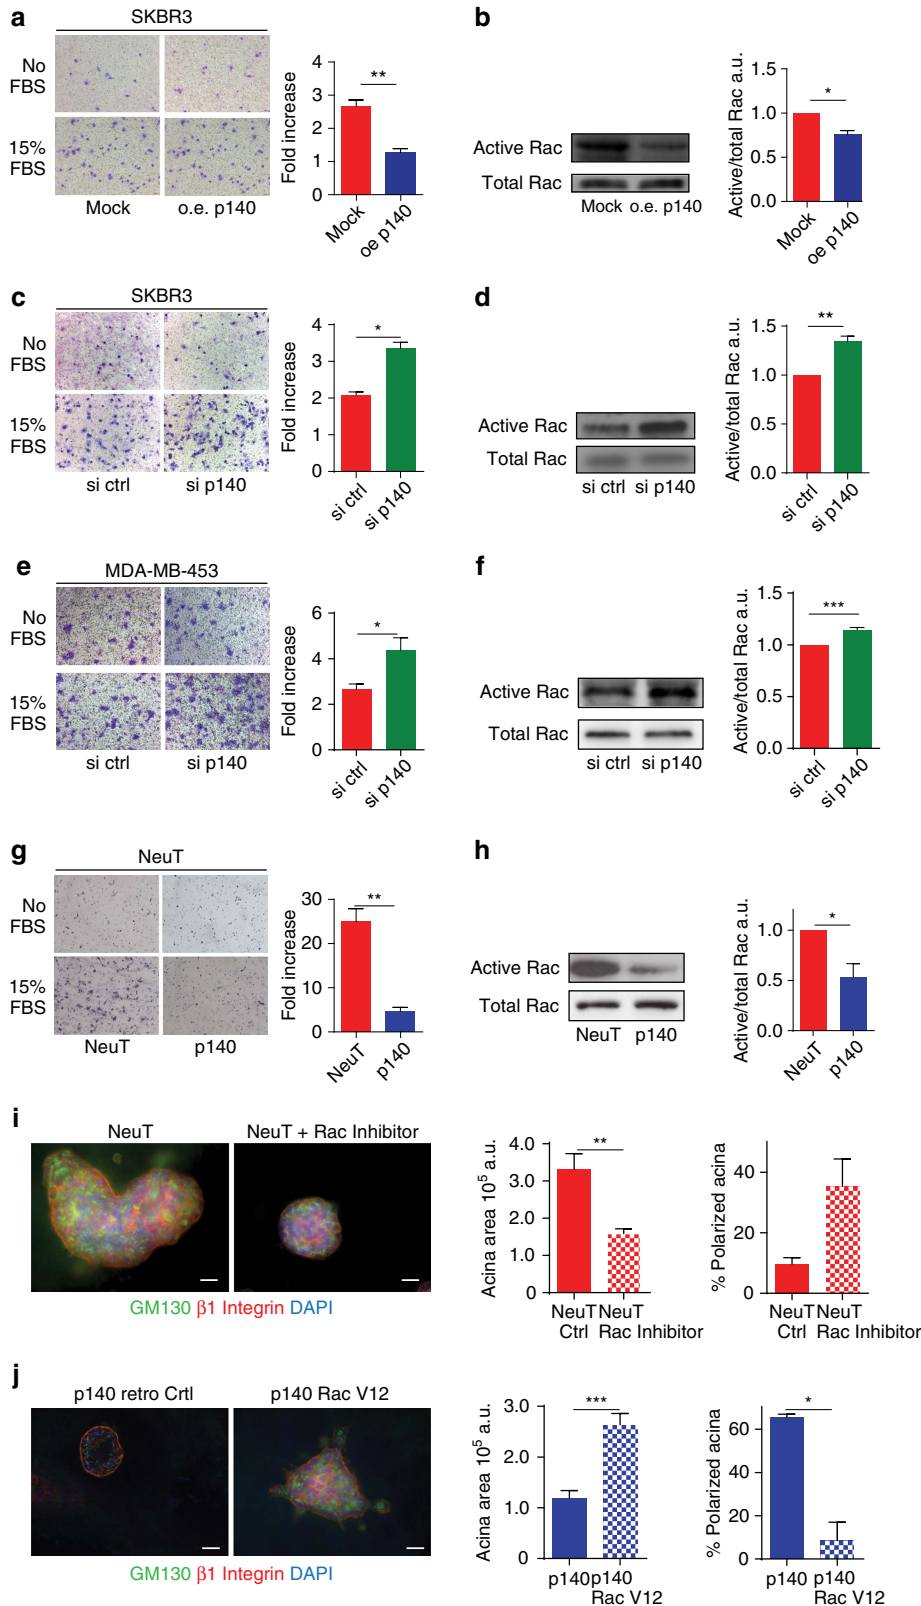 a
SKBR3
No
FBS
15%
FBS
Mock
o.e. p140
Fold increase
4
3
2
1
0
**
Mock
oe p140
b
Active Rac
Total Rac
Mock o.e. p140
Active/total Rac a.u.
1.5
1.0
0.5
0.0
*
Mock
oe p140
c
SKBR3
No
FBS
15%
FBS
si ctrl
si p140
Fold increase
4
3
2
1
0
*
si ctrl
si p140
d
Active Rac
Total Rac
si ctrl si p140
Active/total Rac a.u.
1.5
1.0
0.5
0.0
**
si ctrl
si p140
e
MDA-MB-453
No
FBS
15%
FBS
si ctrl
si p140
Fold increase
6
4
2
0
*
si ctrl
si p140
f
Active Rac
Total Rac
si ctrl si p140
Active/total Rac a.u.
1.5
1.0
0.5
0.0
***
si ctrl
si p140
g
NeuT
No
FBS
15%
FBS
NeuT
p140
Fold increase
30
20
10
0
**
NeuT
p140
h
Active Rac
Total Rac
NeuT p140
Active/total Rac a.u.
1.0
0.5
0.0
*
NeuT
p140
i
NeuT
NeuT + Rac Inhibitor
GM130 β1 Integrin DAPI
Acina area 10⁵ a.u.
4.0
3.0
2.0
1.0
0
**
NeuT NeuT
Ctrl Rac Inhibitor
% Polarized acina
40
20
0
NeuT NeuT
Ctrl Rac Inhibitor
j
p140 retro Crtl
p140 Rac V12
GM130 β1 Integrin DAPI
Acina area 10⁵ a.u.
3.0
2.0
1.0
0
***
p140 p140
Rac V12
% Polarized acina
60
40
20
0
*
p140 p140
Rac V12